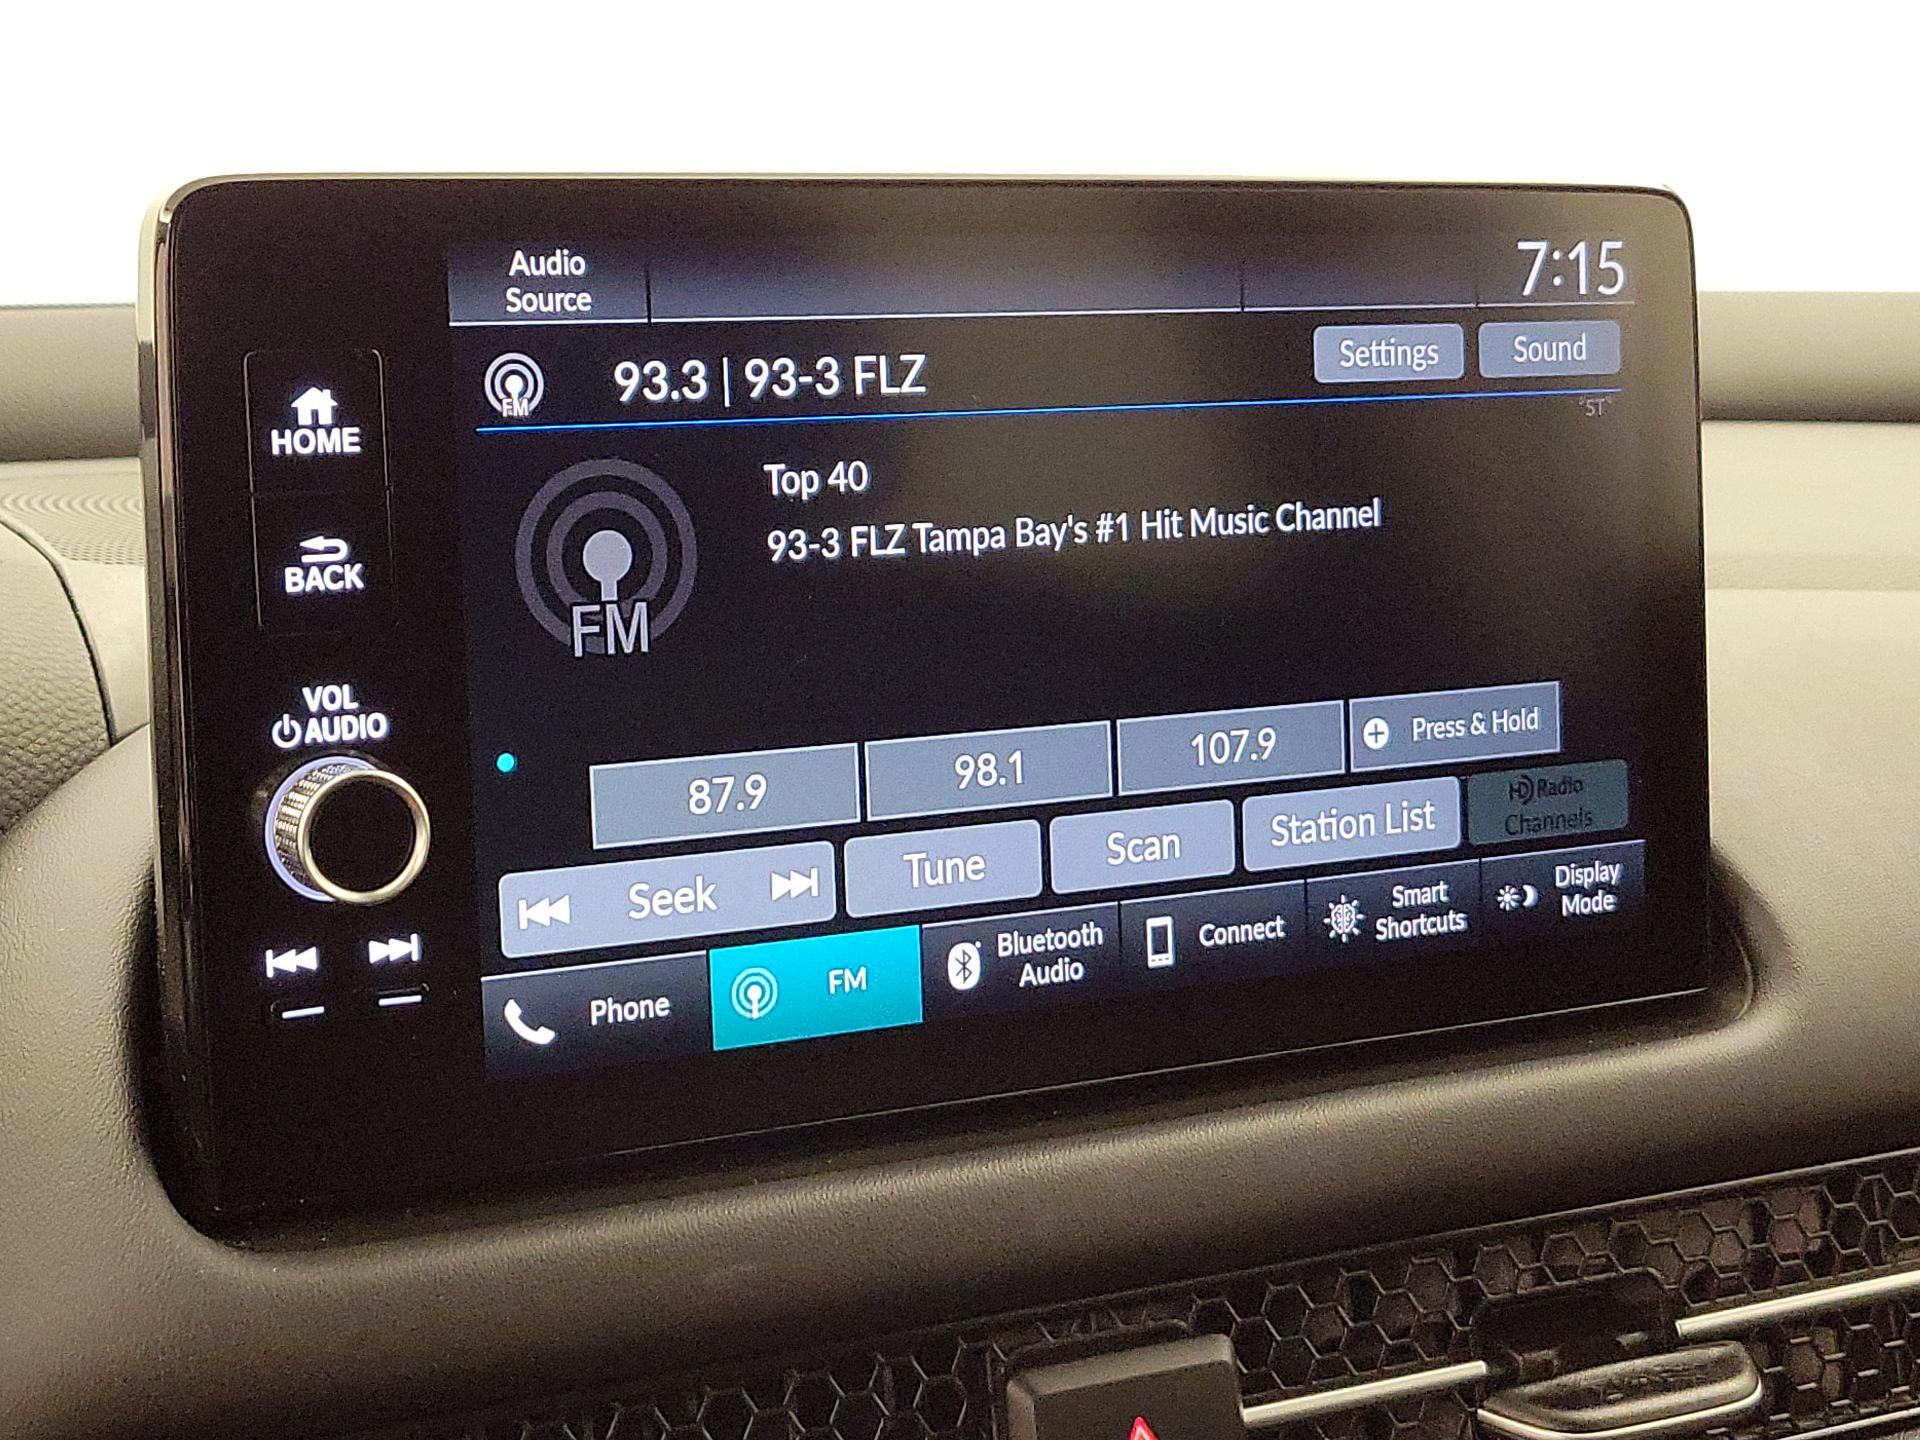 Audio
Source
7:15
FM
93.3 | 93-3 FLZ
Settings
Sound
"ST"
HOME
Top 40
93-3 FLZ Tampa Bay's #1 Hit Music Channel
BACK
FM
VOL
AUDIO
87.9
98.1
107.9
Press & Hold
Seek
Tune
Scan
Station List
HD Radio
Channels
Phone
FM
Bluetooth
Audio
Connect
Smart
Shortcuts
Display
Mode